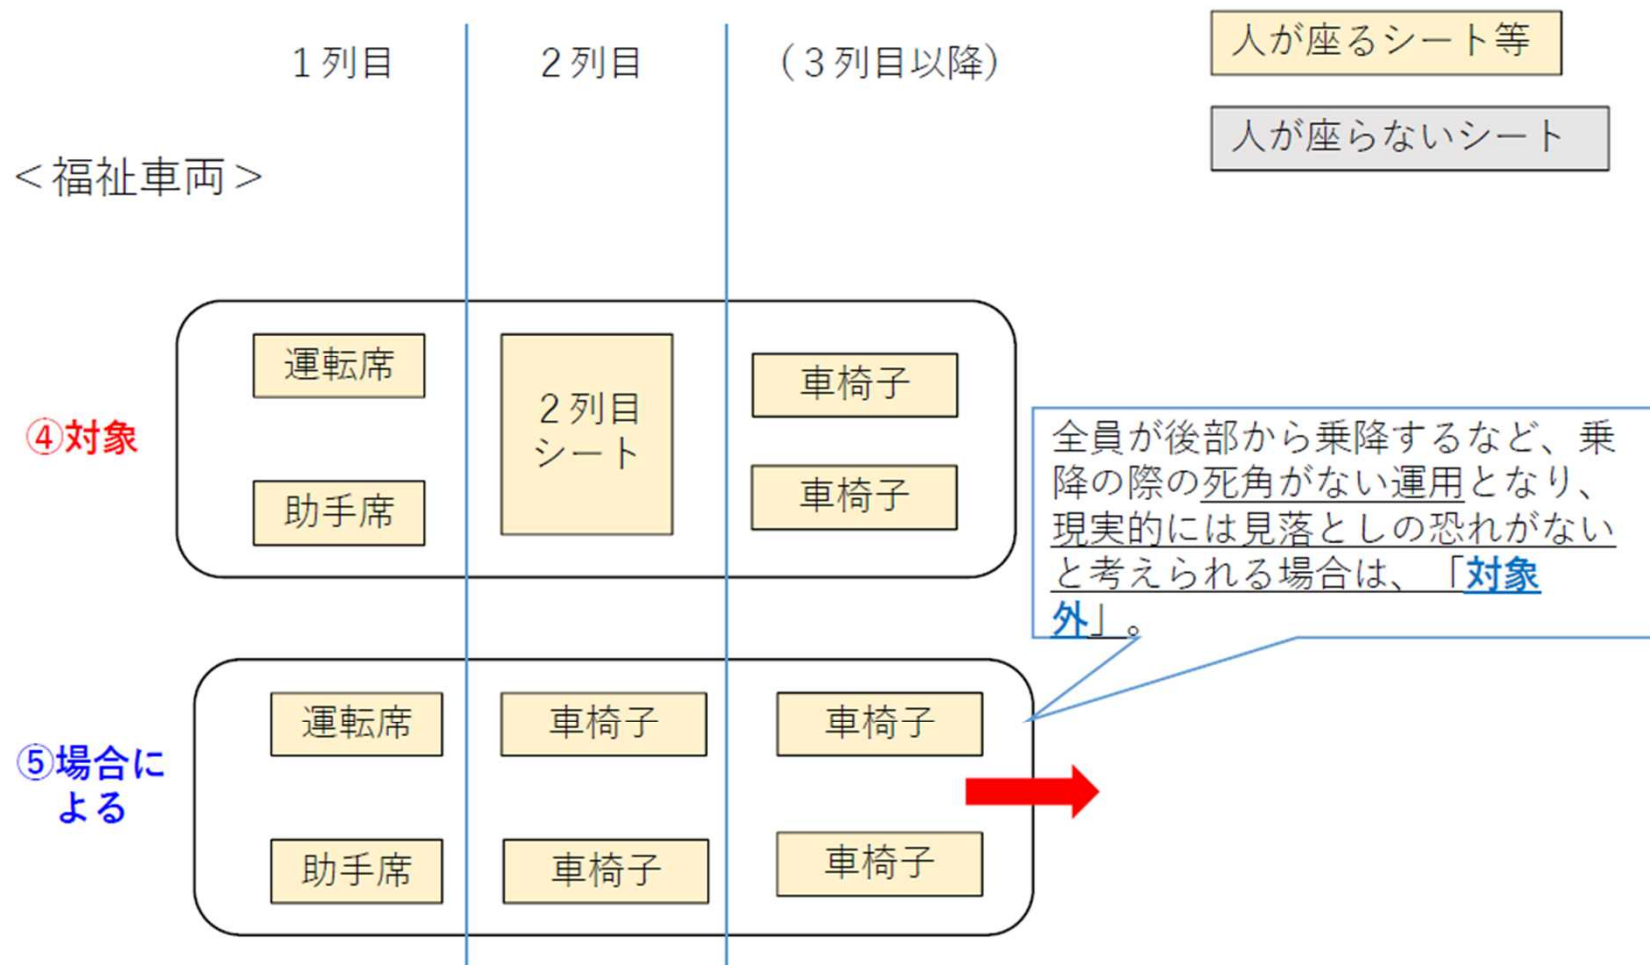 1列目
2列目
(3列目以降)
人が座るシート等
人が座らないシート
<福祉車両>
④対象
運転席
助手席
2列目
シート
車椅子
車椅子
全員が後部から乗降するなど、乗
降の際の死角がない運用となり、
現実的には見落としの恐れがない
と考えられる場合は、「対象
外」。
⑤場合に
よる
運転席
助手席
車椅子
車椅子
車椅子
車椅子